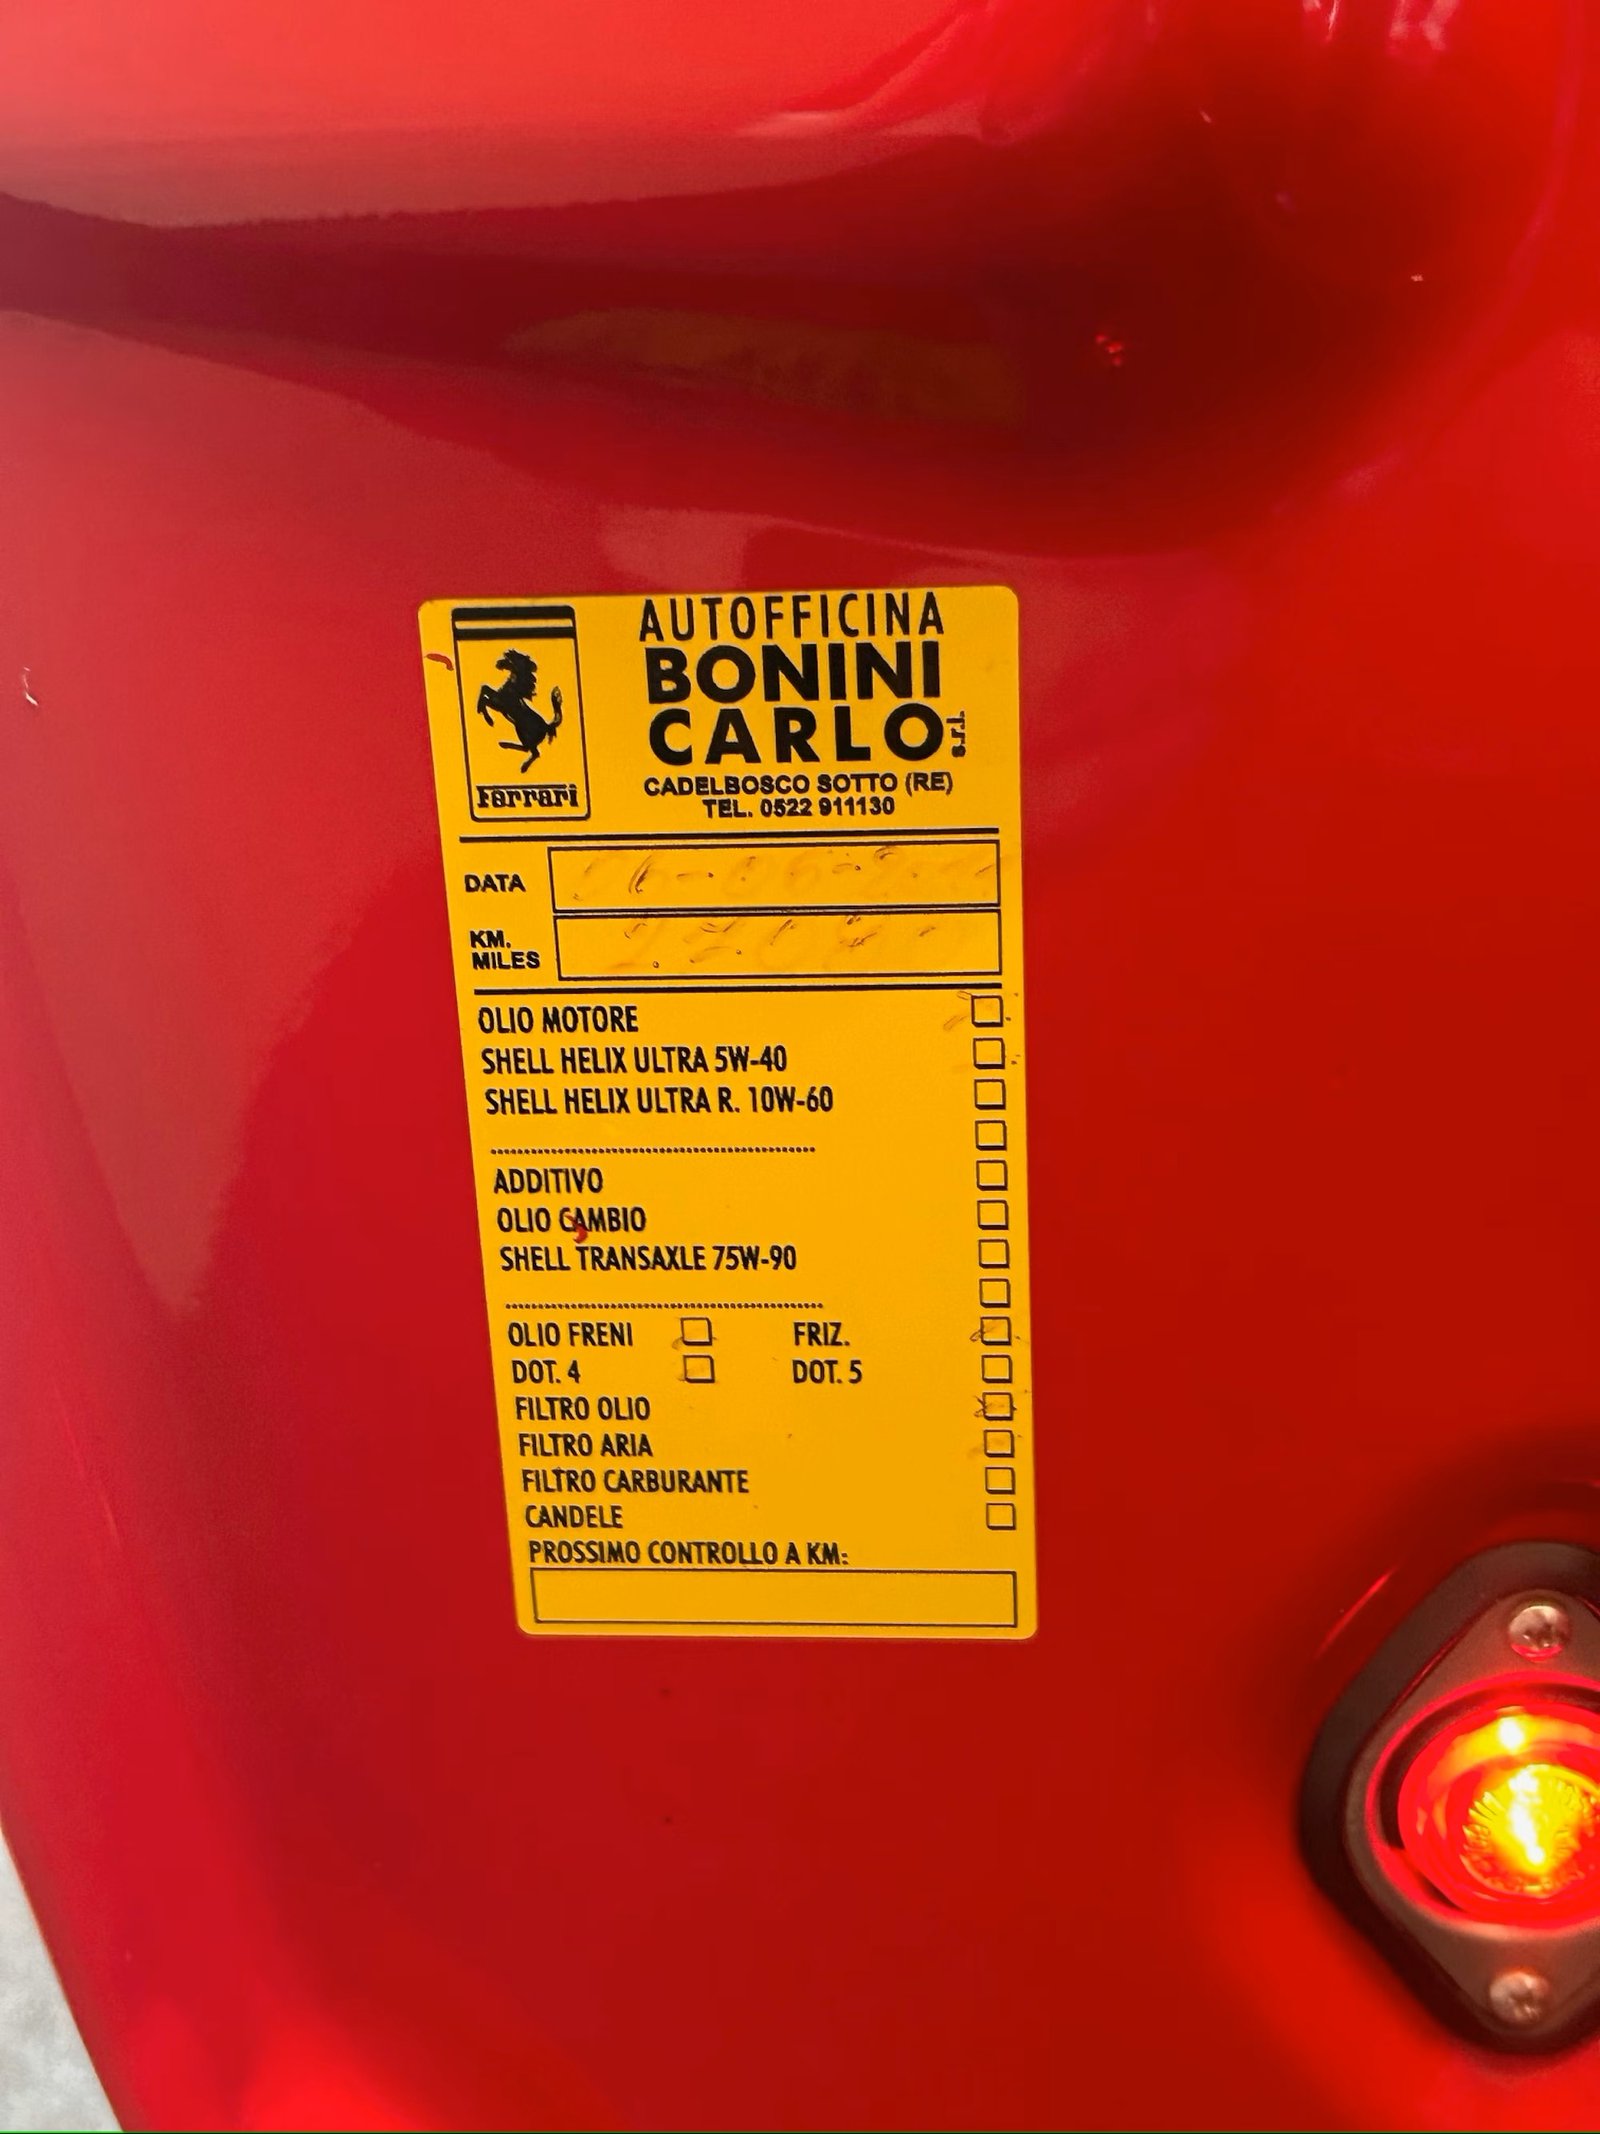 AUTOFFICINA
BONINI
CARLO s.r.l.
CADELBOSCO SOTTO (RE)
TEL. 0522 911130
Ferrari
DATA
KM.
MILES
OLIO MOTORE
SHELL HELIX ULTRA 5W-40
SHELL HELIX ULTRA R. 10W-60
ADDITIVO
OLIO CAMBIO
SHELL TRANSAXLE 75W-90
OLIO FRENI FRIZ.
DOT. 4 DOT. 5
FILTRO OLIO
FILTRO ARIA
FILTRO CARBURANTE
CANDELE
PROSSIMO CONTROLLO A KM: